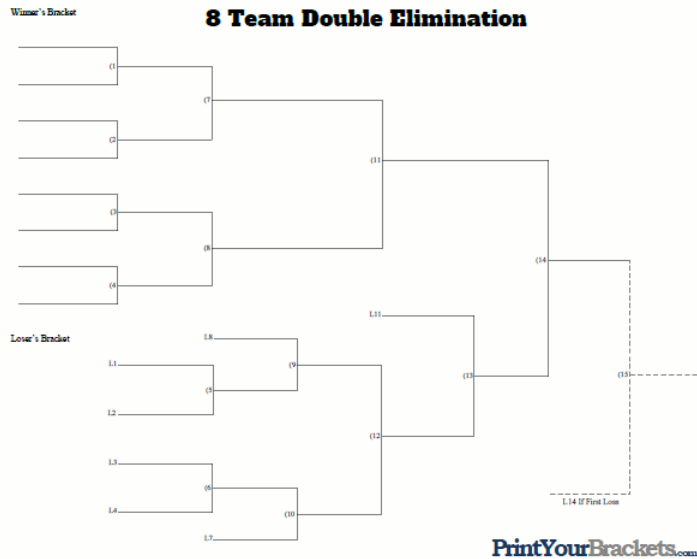 Winner's Bracket
8 Team Double Elimination
(1
(7
(2
(11
(3
(8
(14
(4
L11
Loser's Bracket
L8
L1
(9
(5
(13
(15
L2
(12
L3
(6
L14 If First Loss
L4
(10
L7
PrintYourBrackets.com